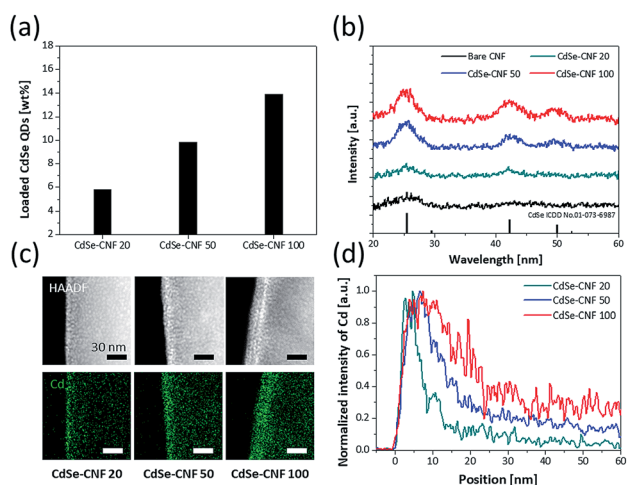 (a)
Loaded CdSe QDs [wt%]
18
16
14
12
10
8
6
4
2
CdSe-CNF 20 CdSe-CNF 50 CdSe-CNF 100
(b)
Bare CNF CdSe-CNF 20
CdSe-CNF 50 CdSe-CNF 100
Intensity [a.u.]
CdSe ICDD No.01-073-6987
20 30 40 50 60
Wavelength [nm]
(c)
HAADF
30 nm
Cd
CdSe-CNF 20 CdSe-CNF 50 CdSe-CNF 100
(d)
Normalized intensity of Cd [a.u.]
1.0
0.8
0.6
0.4
0.2
0.0
CdSe-CNF 20
CdSe-CNF 50
CdSe-CNF 100
0 10 20 30 40 50 60
Position [nm]